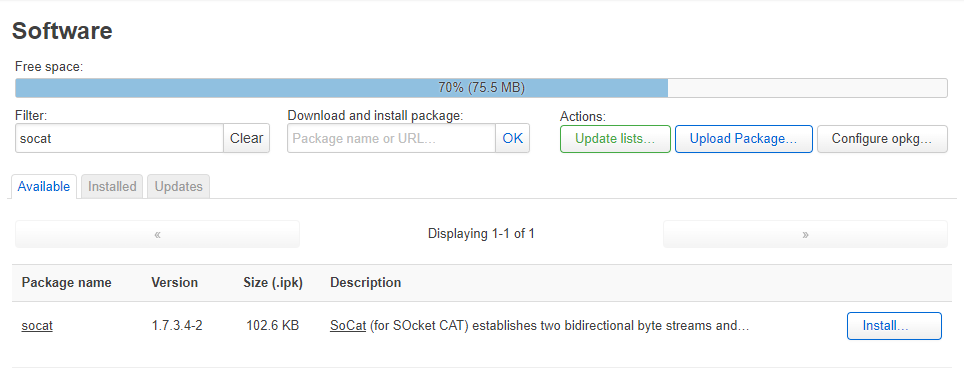 Software
Free space:
70% (75.5 MB)
Filter: Download and install package: Actions:
socat Clear Package name or URL... OK Update lists... Upload Package... Configure opkg...
Available Installed Updates
« Displaying 1-1 of 1 »
Package name Version Size (.ipk) Description
socat 1.7.3.4-2 102.6 KB SoCat (for SOcket CAT) establishes two bidirectional byte streams and... Install...